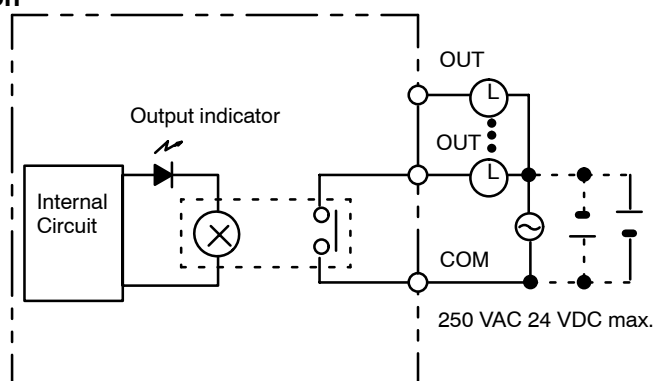 OUT
L
Output indicator
OUT
L
Internal
Circuit
COM
250 VAC 24 VDC max.